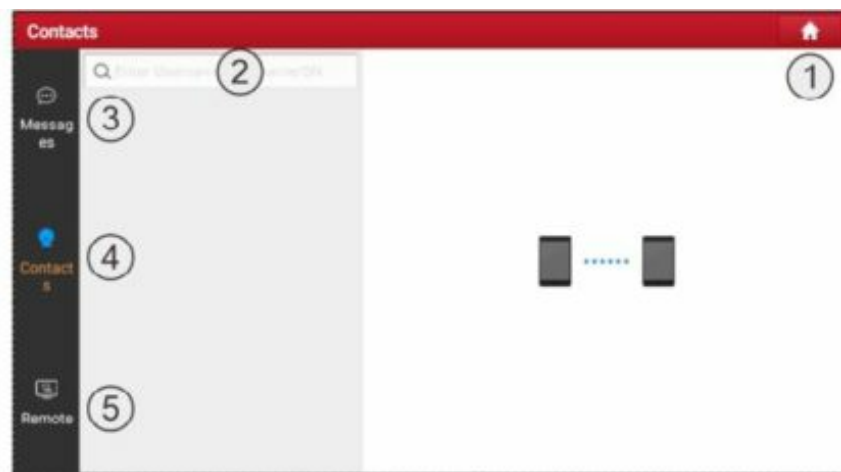 Contacts
①
②
③
Messag
es
④
Contact
s
⑤
Remote